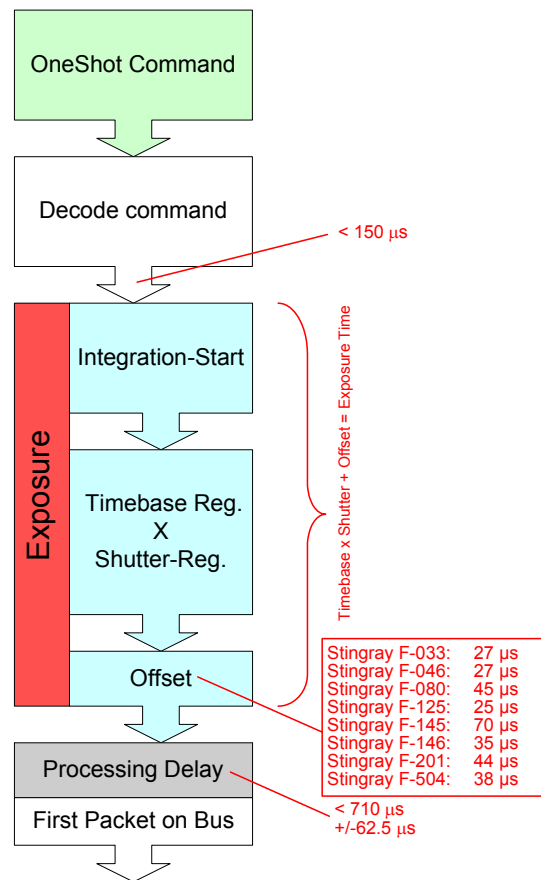 OneShot Command
Decode command
< 150 µs
Integration-Start
Exposure
Timebase Reg.
X
Shutter-Reg.
Timebase x Shutter + Offset = Exposure Time
Offset
Stingray F-033: 27 µs
Stingray F-046: 27 µs
Stingray F-080: 45 µs
Stingray F-125: 25 µs
Stingray F-145: 70 µs
Stingray F-146: 35 µs
Stingray F-201: 44 µs
Stingray F-504: 38 µs
Processing Delay
< 710 µs
+/-62.5 µs
First Packet on Bus